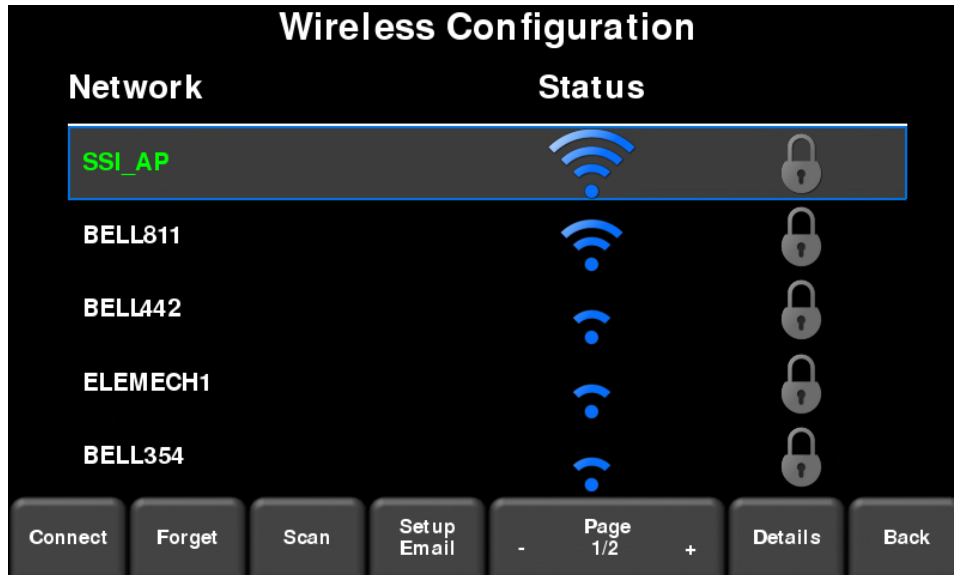 Wireless Configuration
Network Status
SSI_AP
BELL811
BELL442
ELEMECH1
BELL354
Connect Forget Scan Setup Email - Page 1/2 + Details Back